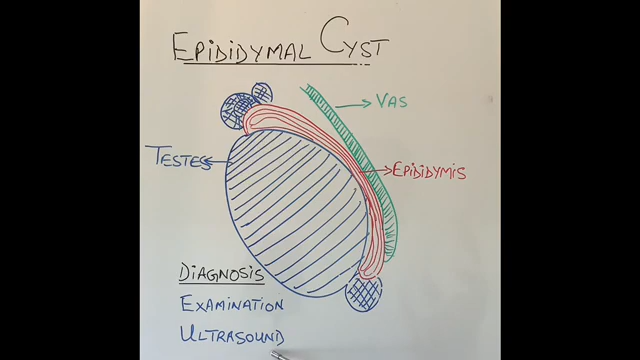 EPIDIDYMAL CYST
VAS
TESTES
EPIDIDYMIS
DIAGNOSIS
EXAMINATION
ULTRASOUND